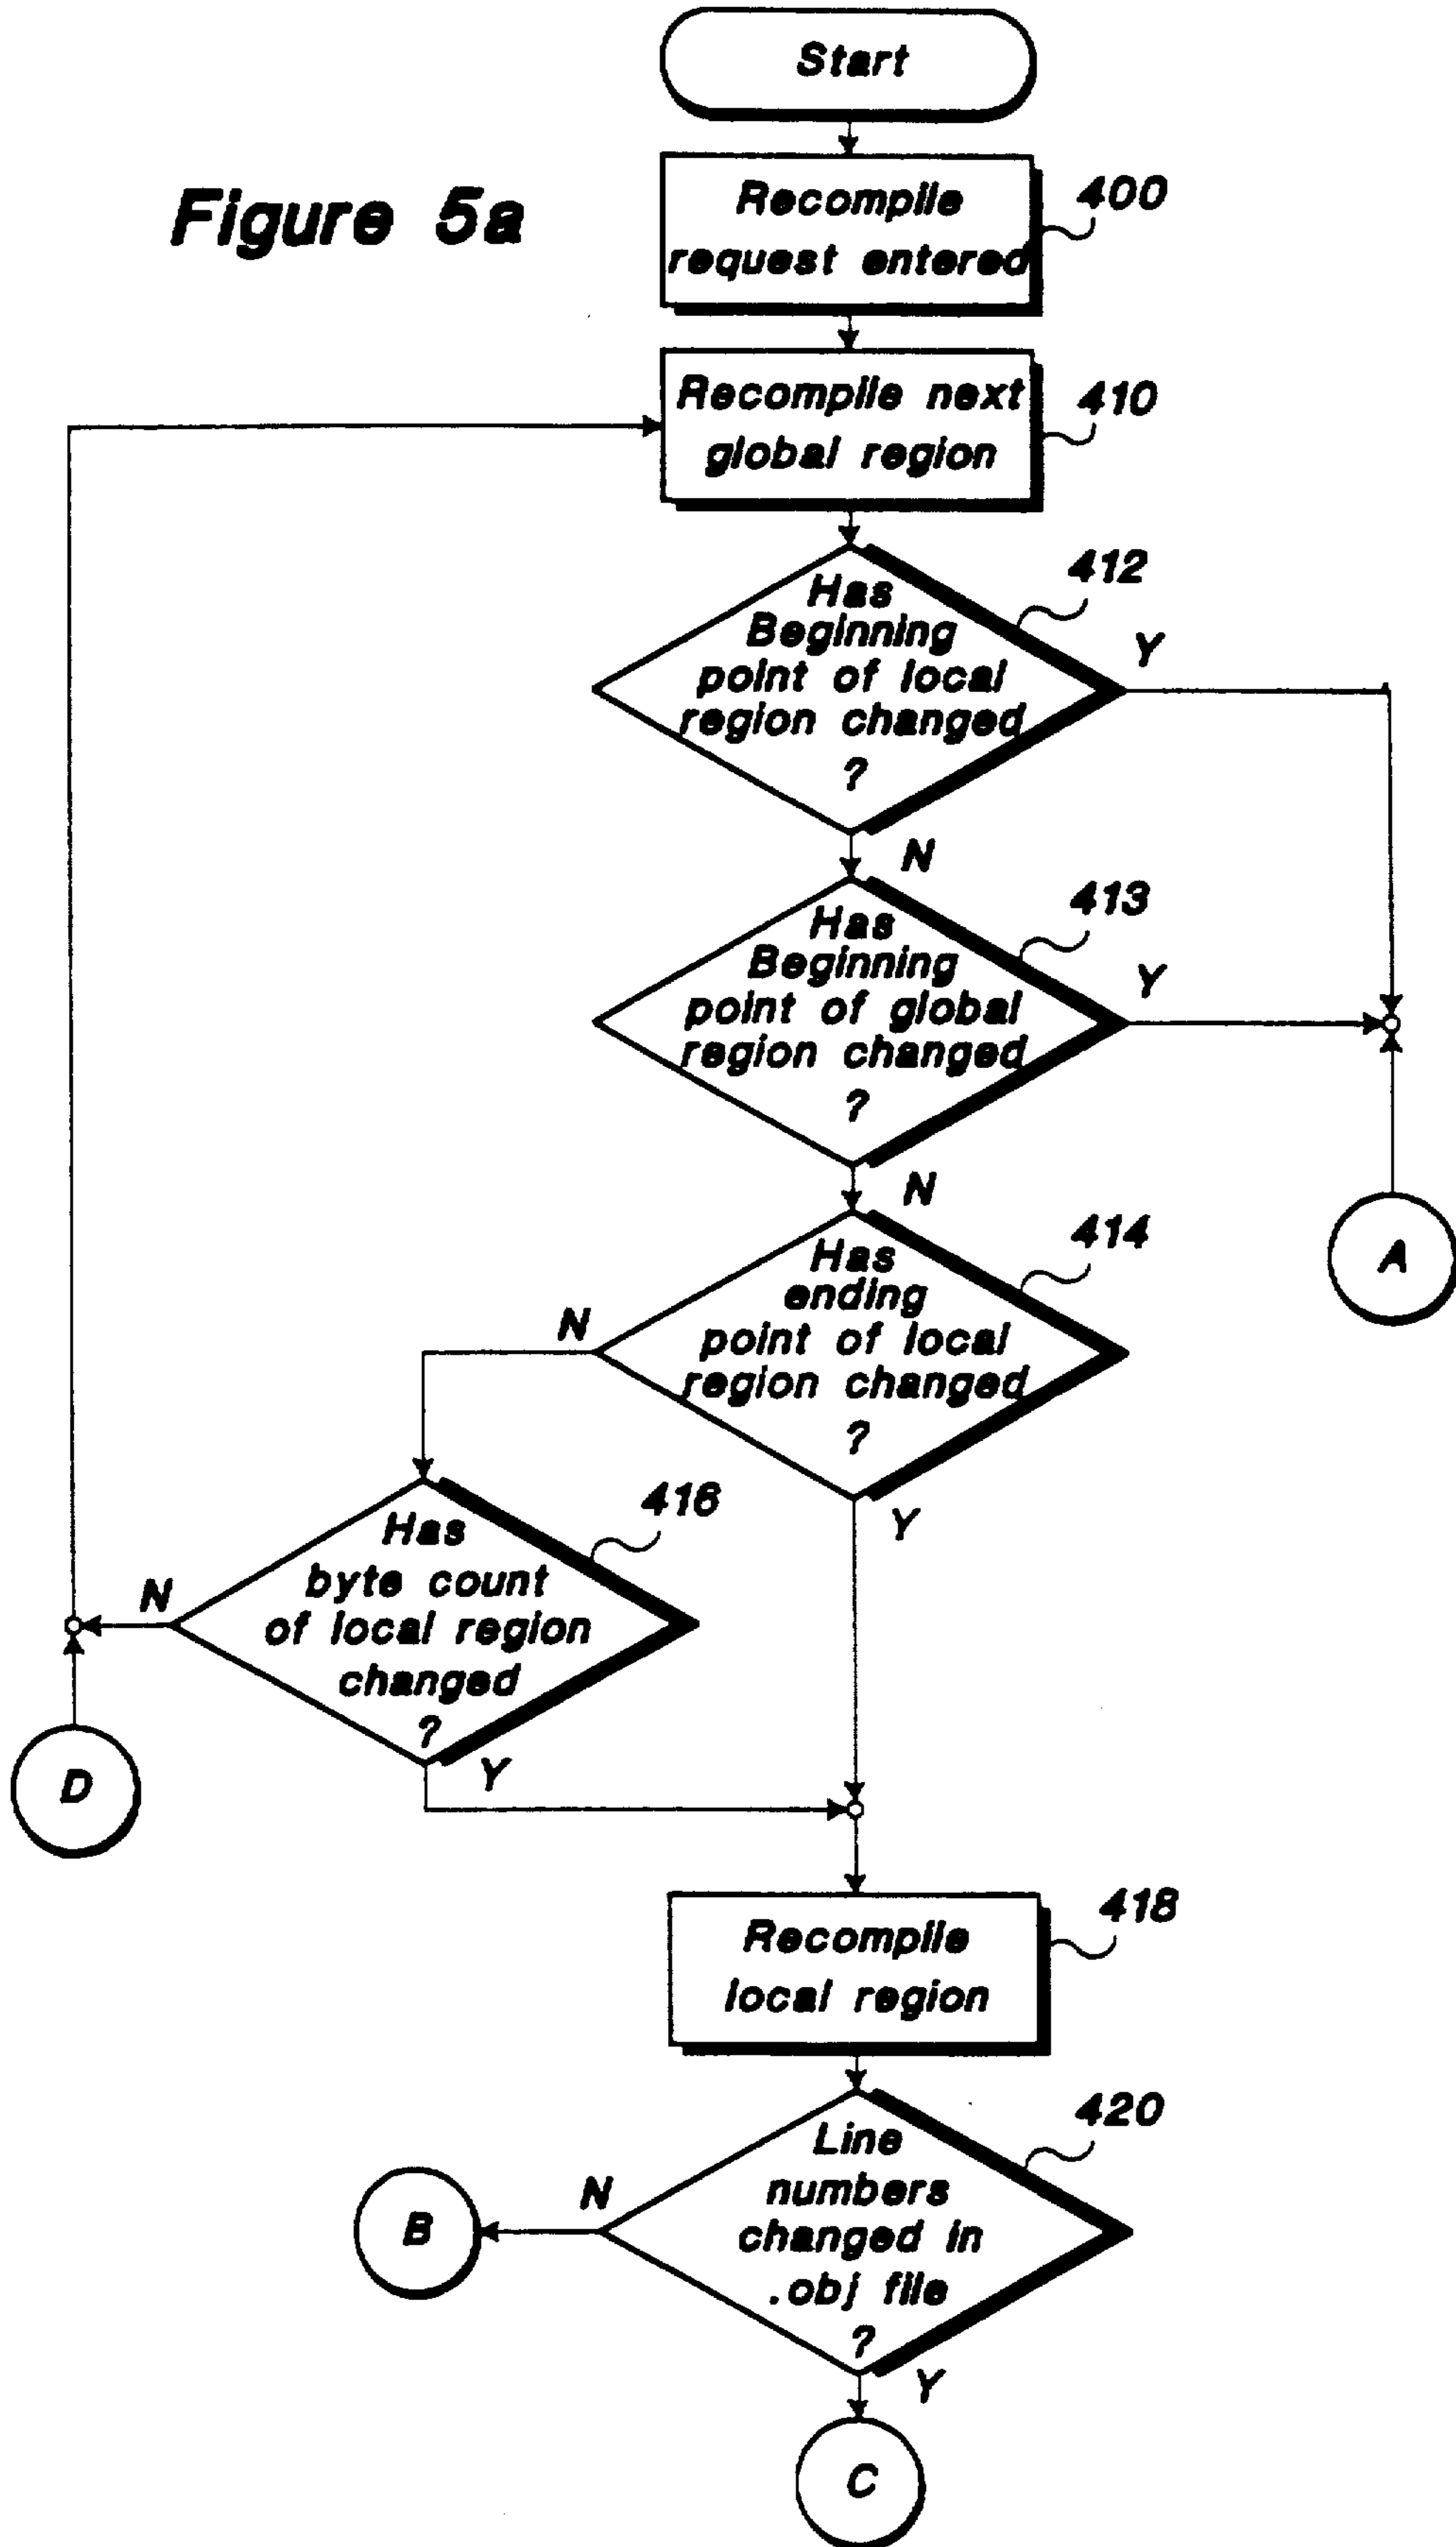 Start
Figure 5a
Recompile
request entered
400
Recompile next
global region
410
Has
Beginning
point of local
region changed
?
412
Y
N
Has
Beginning
point of global
region changed
?
413
Y
N
A
Has
ending
point of local
region changed
?
414
N
Y
Has
byte count
of local region
changed
?
416
N
Y
D
Recompile
local region
418
Line
numbers
changed in
.obj file
?
420
N
B
Y
C